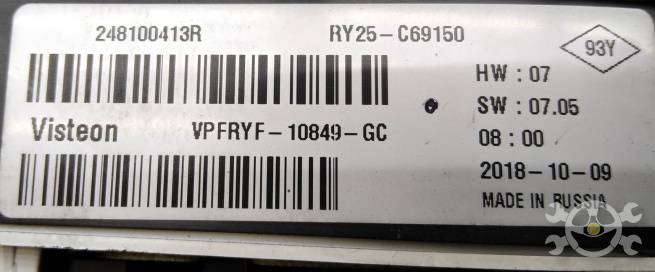 248100413R RY25-C69150 93Y
HW : 07
SW : 07.05
Visteon VPFRYF-10849-GC
08 : 00
2018-10-09
MADE IN RUSSIA